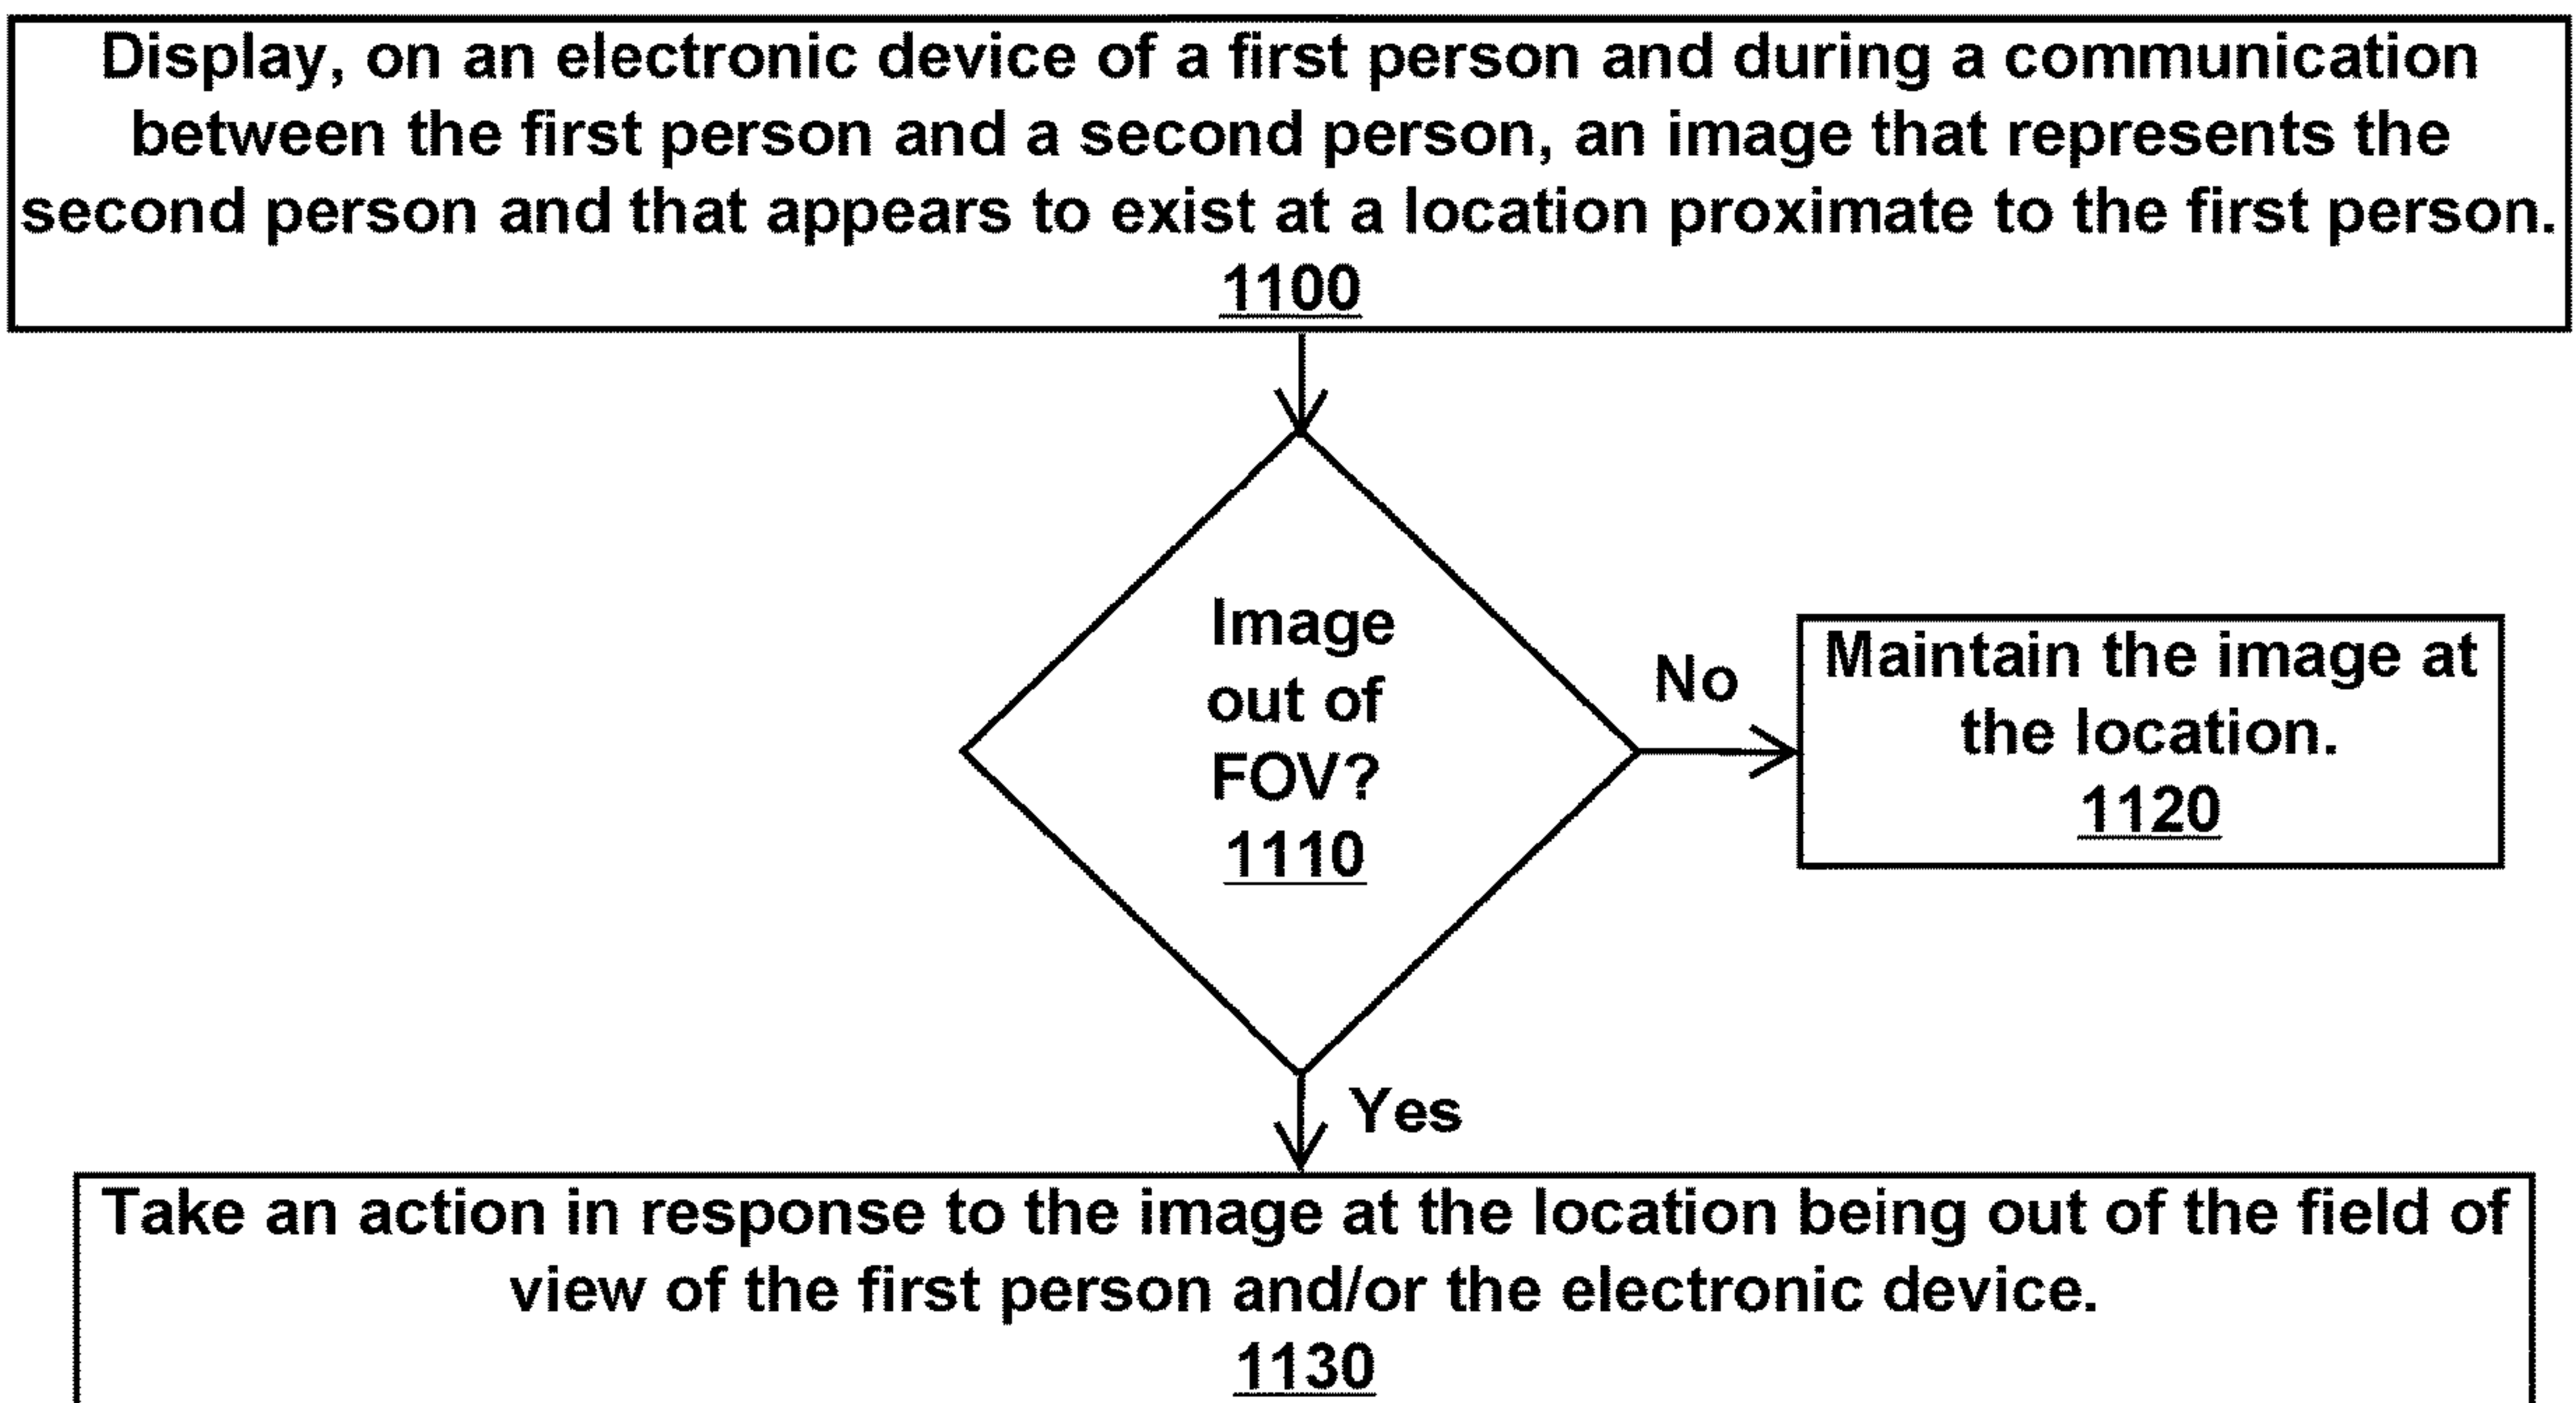 Display, on an electronic device of a first person and during a communication
between the first person and a second person, an image that represents the
second person and that appears to exist at a location proximate to the first person.
1100
Image
out of
FOV?
1110
No
Maintain the image at
the location.
1120
Yes
Take an action in response to the image at the location being out of the field of
view of the first person and/or the electronic device.
1130